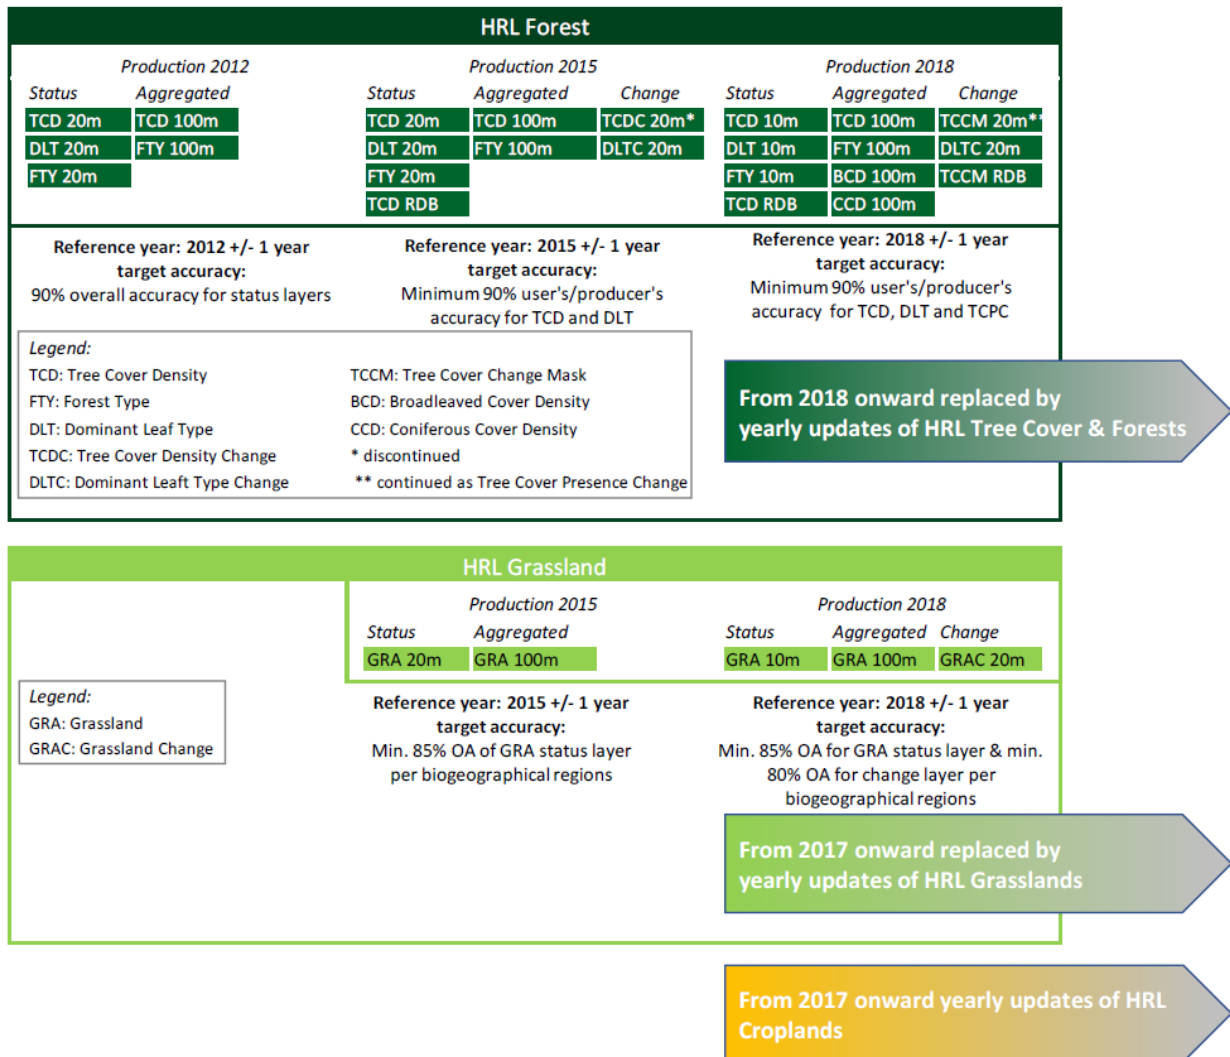 HRL Forest
Production 2012
Production 2015
Production 2018
Status Aggregated
Status Aggregated Change
Status Aggregated Change
TCD 20m TCD 100m
TCD 20m TCD 100m TCDC 20m*
TCD 10m TCD 100m TCCM 20m**
DLT 20m FTY 100m
DLT 20m FTY 100m DLTC 20m
DLT 10m FTY 100m DLTC 20m
FTY 20m
FTY 20m
FTY 10m BCD 100m TCCM RDB
TCD RDB
TCD RDB CCD 100m
Reference year: 2012 +/- 1 year
target accuracy:
90% overall accuracy for status layers
Reference year: 2015 +/- 1 year
target accuracy:
Minimum 90% user's/producer's
accuracy for TCD and DLT
Reference year: 2018 +/- 1 year
target accuracy:
Minimum 90% user's/producer's
accuracy for TCD, DLT and TCPC
Legend:
TCD: Tree Cover Density
FTY: Forest Type
DLT: Dominant Leaf Type
TCDC: Tree Cover Density Change
DLTC: Dominant Leaft Type Change
TCCM: Tree Cover Change Mask
BCD: Broadleaved Cover Density
CCD: Coniferous Cover Density
* discontinued
** continued as Tree Cover Presence Change
From 2018 onward replaced by
yearly updates of HRL Tree Cover & Forests
HRL Grassland
Production 2015
Production 2018
Status Aggregated
Status Aggregated Change
GRA 20m GRA 100m
GRA 10m GRA 100m GRAC 20m
Legend:
GRA: Grassland
GRAC: Grassland Change
Reference year: 2015 +/- 1 year
target accuracy:
Min. 85% OA of GRA status layer
per biogeographical regions
Reference year: 2018 +/- 1 year
target accuracy:
Min. 85% OA for GRA status layer & min.
80% OA for change layer per
biogeographical regions
From 2017 onward replaced by
yearly updates of HRL Grasslands
From 2017 onward yearly updates of HRL
Croplands